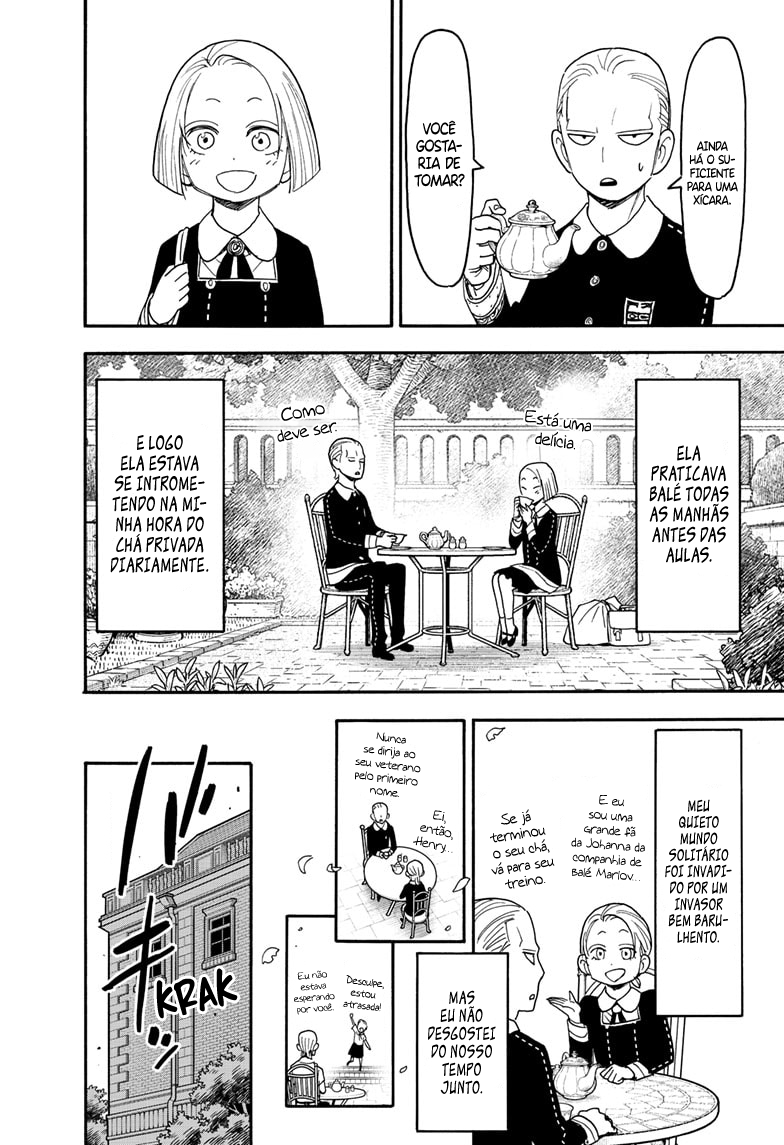 AINDA
HÁ O SU-
FICIENTE
PARA UMA
XÍCARA.
VOCÊ
GOSTA-
RIA DE
TOMAR?
ELA
PRATICAVA
BALÉ TODAS
AS MANHÃS
ANTES DAS
AULAS.
Está uma
delícia.
Como
deve ser.
E LOGO
ELA ESTAVA
SE INTROME-
TENDO NA MI-
NHA HORA DO
CHÁ PRIVADA
DIARIAMENTE.
MEU
QUIETO
MUNDO
SOLITÁRIO
FOI INVADI-
DO POR UM
INVASOR
BEM BARU-
LHENTO.
E eu
sou uma
grande fã
da Johanna da
companhia de
Balé Marlov...
Se já
terminou
o seu chá,
vá para seu
treino.
Nunca
se dirija ao
seu veterano
pelo primeiro
nome.
Ei,
então,
Henry...
Desculpe,
estou
atrasada!
Eu não
estava
esperando
por você.
MAS
EU NÃO
DESGOSTEI
DO NOSSO
TEMPO
JUNTO.
KRAK